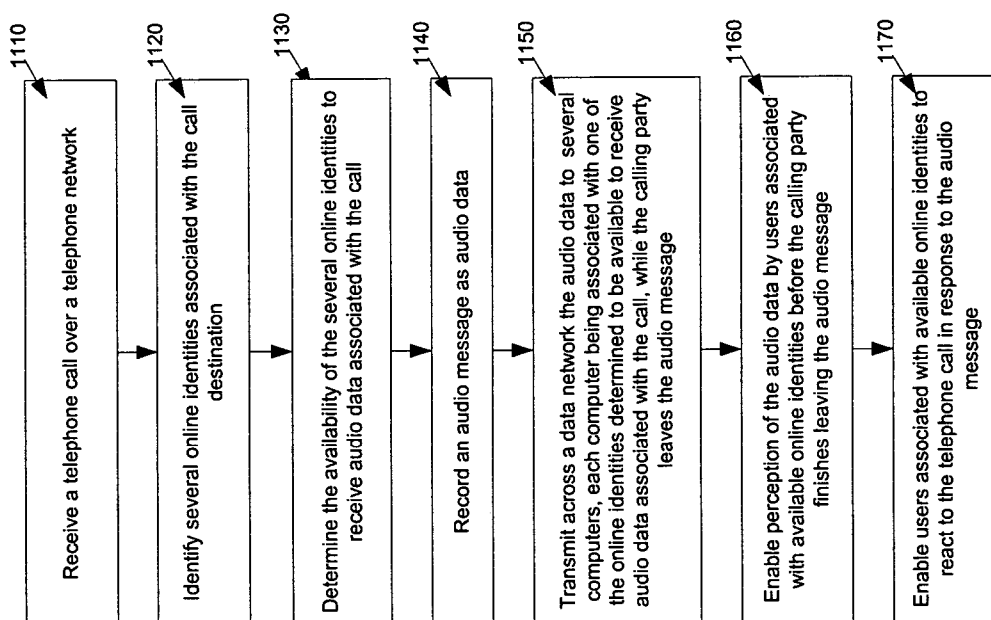 1110
Receive a telephone call over a telephone network
1120
Identify several online identities associated with the call
destination
1130
Determine the availability of the several online identities to
receive audio data associated with the call
1140
Record an audio message as audio data
1150
Transmit across a data network the audio data to several
computers, each computer being associated with one of
the online identities determined to be available to receive
audio data associated with the call, while the calling party
leaves the audio message
1160
Enable perception of the audio data by users associated
with available online identities before the calling party
finishes leaving the audio message
1170
Enable users associated with available online identities to
react to the telephone call in response to the audio
message